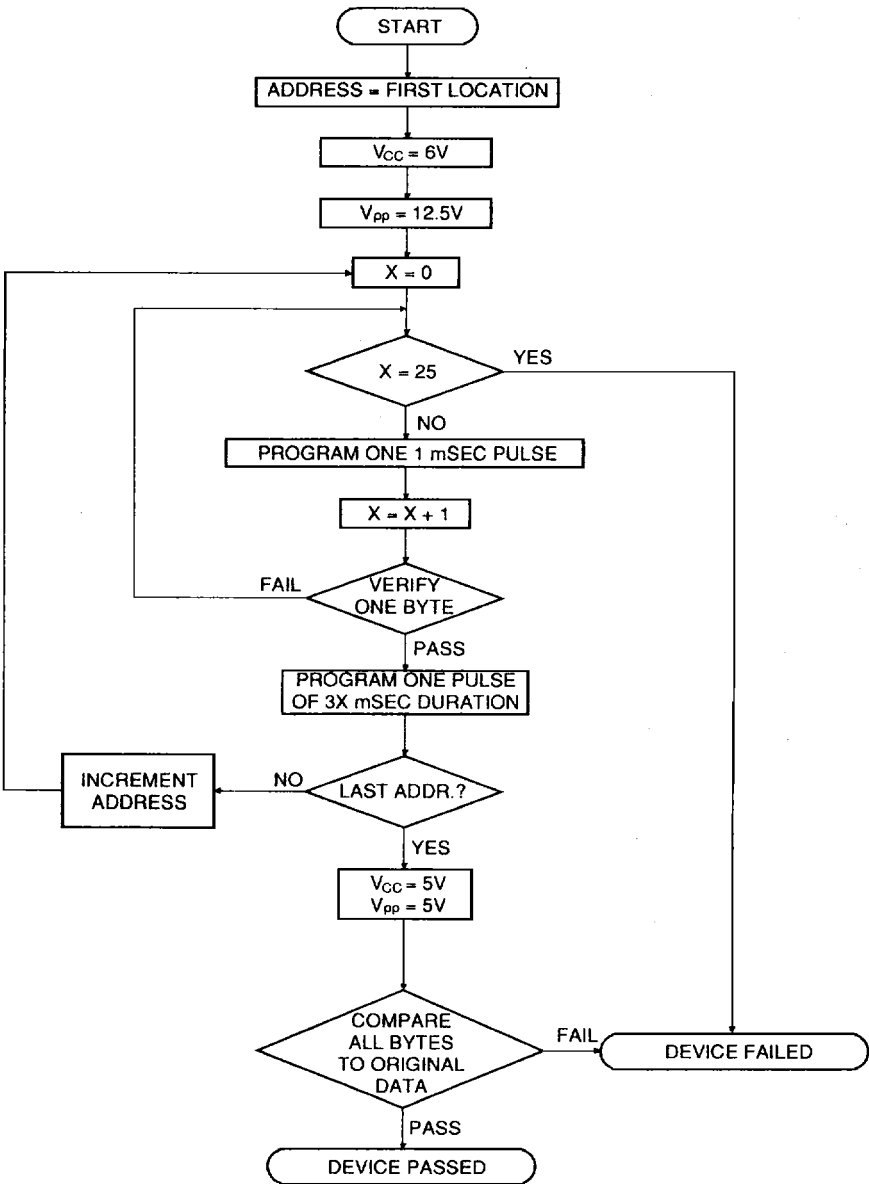 START
ADDRESS = FIRST LOCATION
VCC = 6V
Vpp = 12.5V
X = 0
X = 25
YES
NO
PROGRAM ONE 1 mSEC PULSE
X = X + 1
FAIL
VERIFY
ONE BYTE
PASS
PROGRAM ONE PULSE
OF 3X mSEC DURATION
INCREMENT
ADDRESS
NO
LAST ADDR.?
YES
VCC = 5V
Vpp = 5V
COMPARE
ALL BYTES
TO ORIGINAL
DATA
FAIL
DEVICE FAILED
PASS
DEVICE PASSED